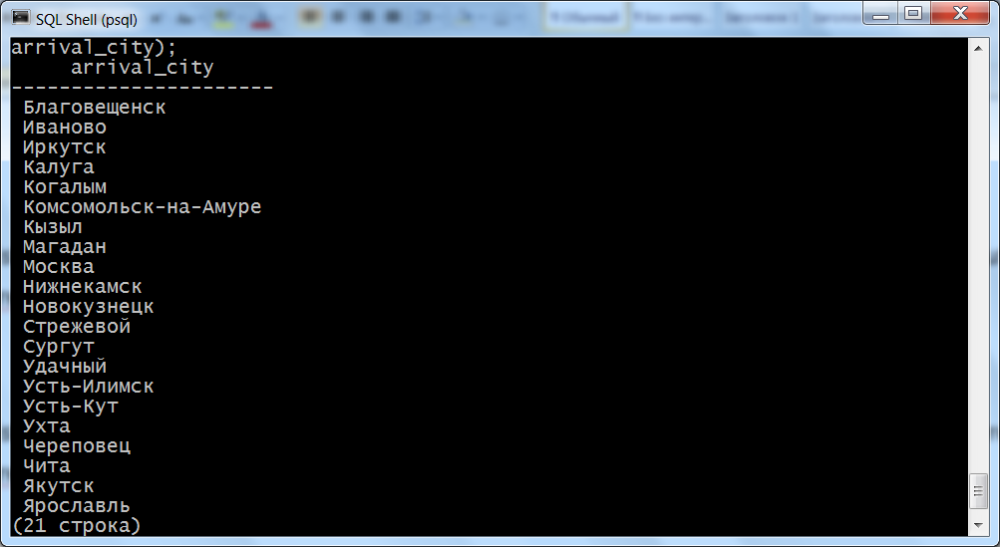 SQL Shell (psql)
arrival_city);
arrival_city
-----------------------
Благовещенск
Иваново
Иркутск
Калуга
Когалым
Комсомольск-на-Амуре
Кызыл
Магадан
Москва
Нижнекамск
Новокузнецк
Стрежевой
Сургут
Удачный
Усть-Илимск
Усть-Кут
Ухта
Череповец
Чита
Якутск
Ярославль
(21 строка)